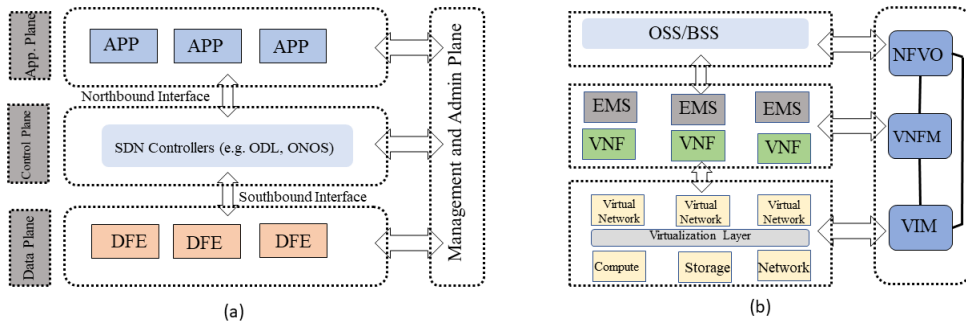 App. Plane
APP
APP
APP
Northbound Interface
Control Plane
SDN Controllers (e.g. ODL, ONOS)
Southbound Interface
Data Plane
DFE
DFE
DFE
Management and Admin Plane
(a)
OSS/BSS
EMS
EMS
EMS
VNF
VNF
VNF
Virtual
Network
Virtual
Network
Virtual
Network
Virtualization Layer
Compute
Storage
Network
NFVO
VNFM
VIM
(b)